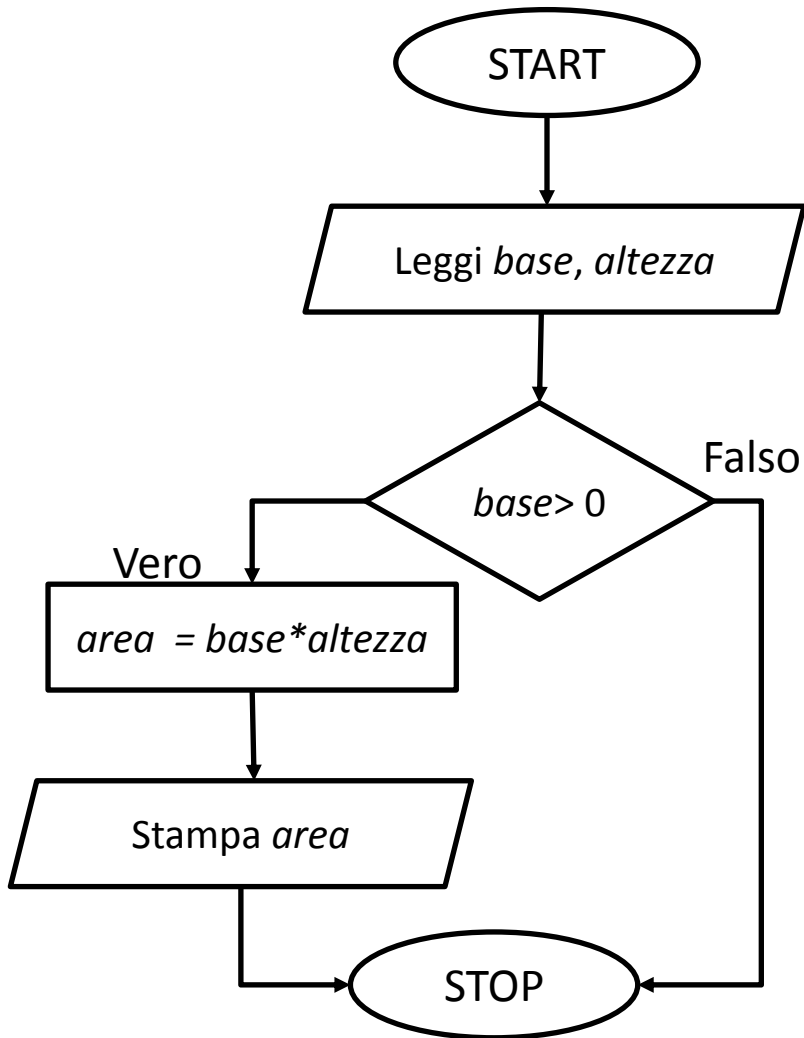 START
Leggi base, altezza
Falso
base> 0
Vero
area = base*altezza
Stampa area
STOP